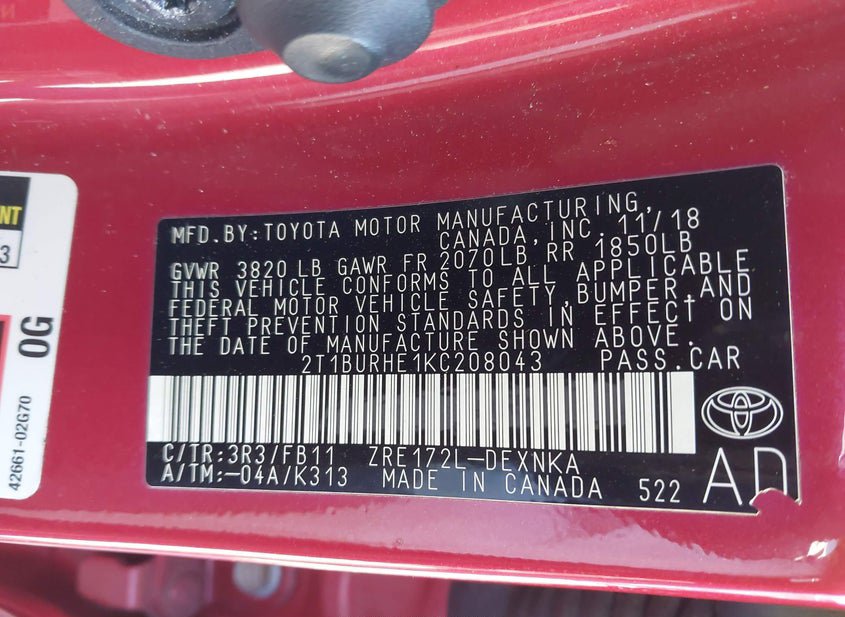 NT
3
0G
42661-02G70
MFD.BY:TOYOTA MOTOR MANUFACTURING,
CANADA,INC. 11/18
GVWR 3820 LB GAWR FR 2070LB, RR 1850LB
THIS VEHICLE CONFORMS TO ALL APPLICABLE
FEDERAL MOTOR VEHICLE SAFETY,BUMPER,AND
THEFT PREVENTION STANDARDS IN EFFECT ON
THE DATE OF MANUFACTURE SHOWN ABOVE.
2T1BURHE1KC208043 PASS.CAR
C/TR:3R3/FB11 ZRE172L-DEXNKA
A/TM:-04A/K313 MADE IN CANADA 522
AD